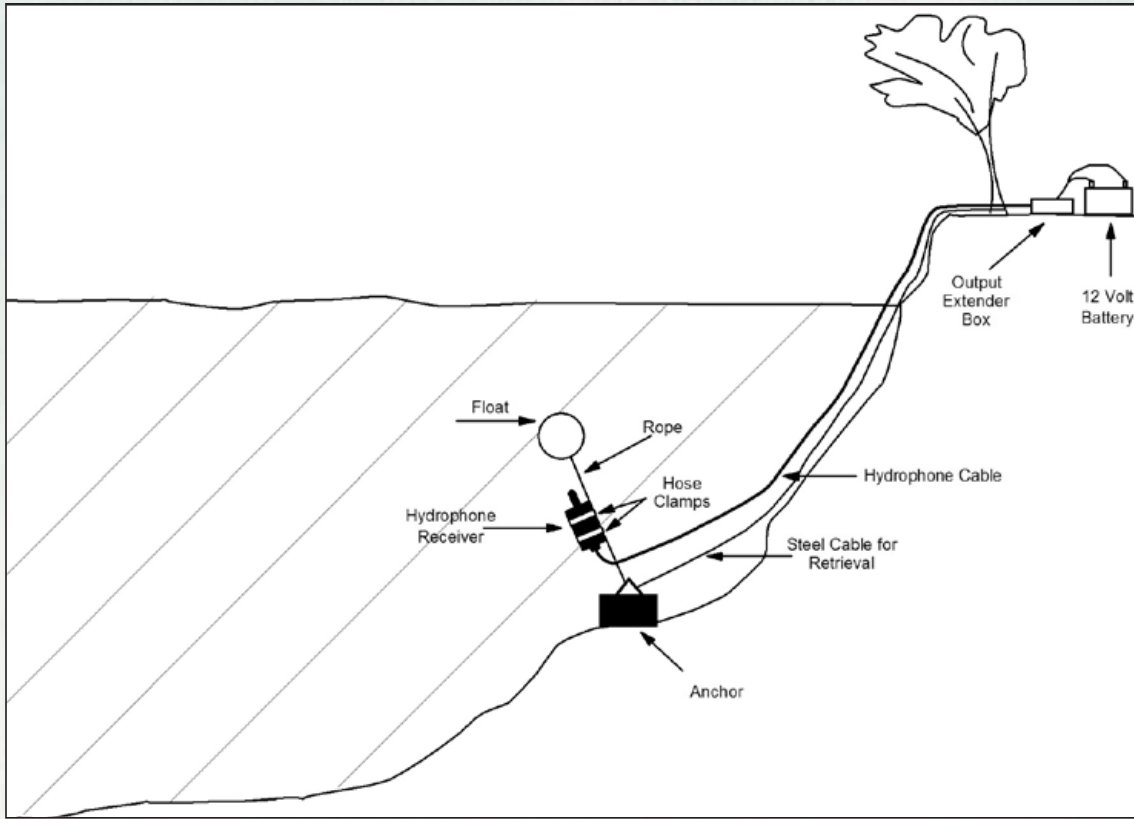 Output
Extender
Box
12 Volt
Battery
Float
Rope
Hose
Clamps
Hydrophone Cable
Hydrophone
Receiver
Steel Cable for
Retrieval
Anchor